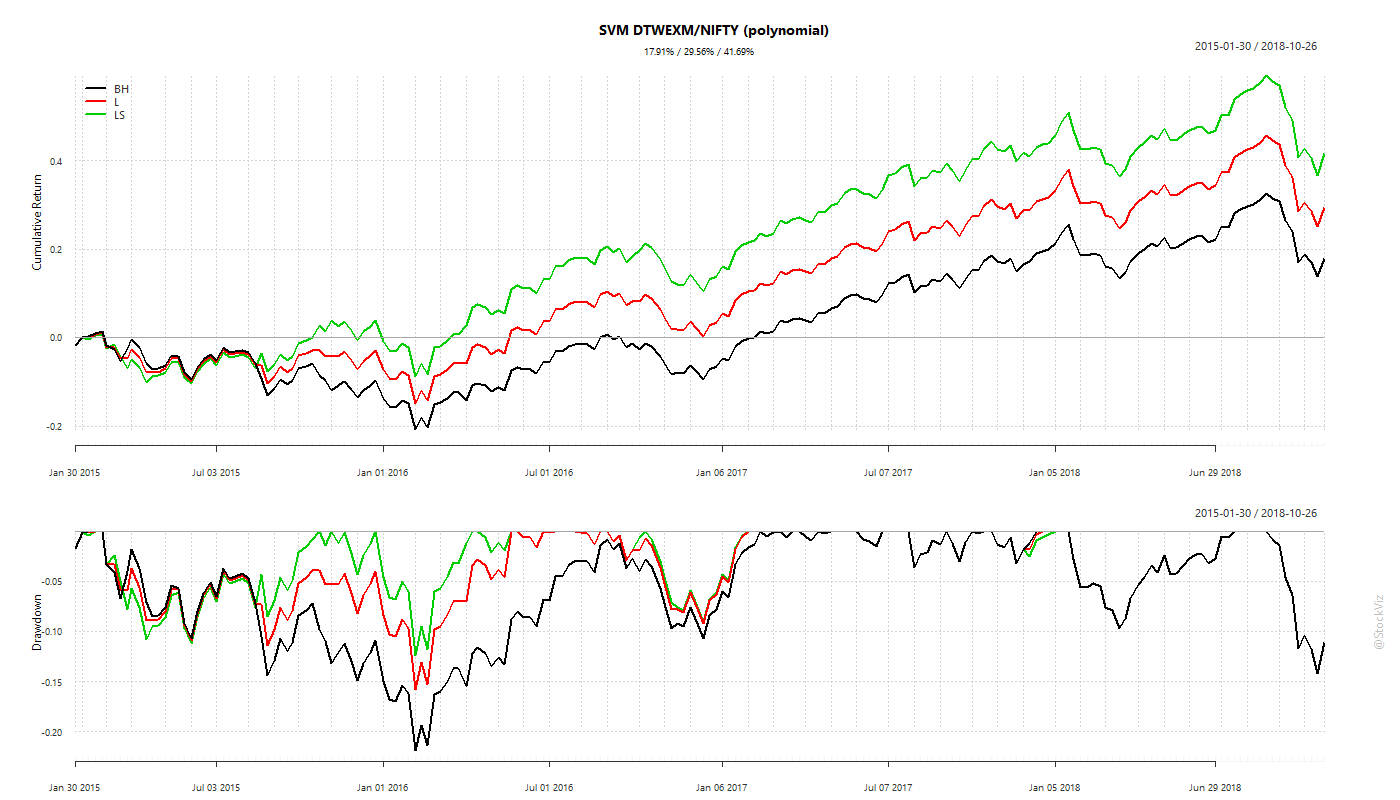 SVM DTWEXM/NIFTY (polynomial)
17.91% / 29.56% / 41.69%
2015-01-30 / 2018-10-26
BH
L
LS
Cumulative Return
0.4
0.2
0.0
-0.2
Jan 30 2015 Jul 03 2015 Jan 01 2016 Jul 01 2016 Jan 06 2017 Jul 07 2017 Jan 05 2018 Jun 29 2018
2015-01-30 / 2018-10-26
Drawdown
-0.05
-0.10
-0.15
-0.20
Jan 30 2015 Jul 03 2015 Jan 01 2016 Jul 01 2016 Jan 06 2017 Jul 07 2017 Jan 05 2018 Jun 29 2018
@StockViz